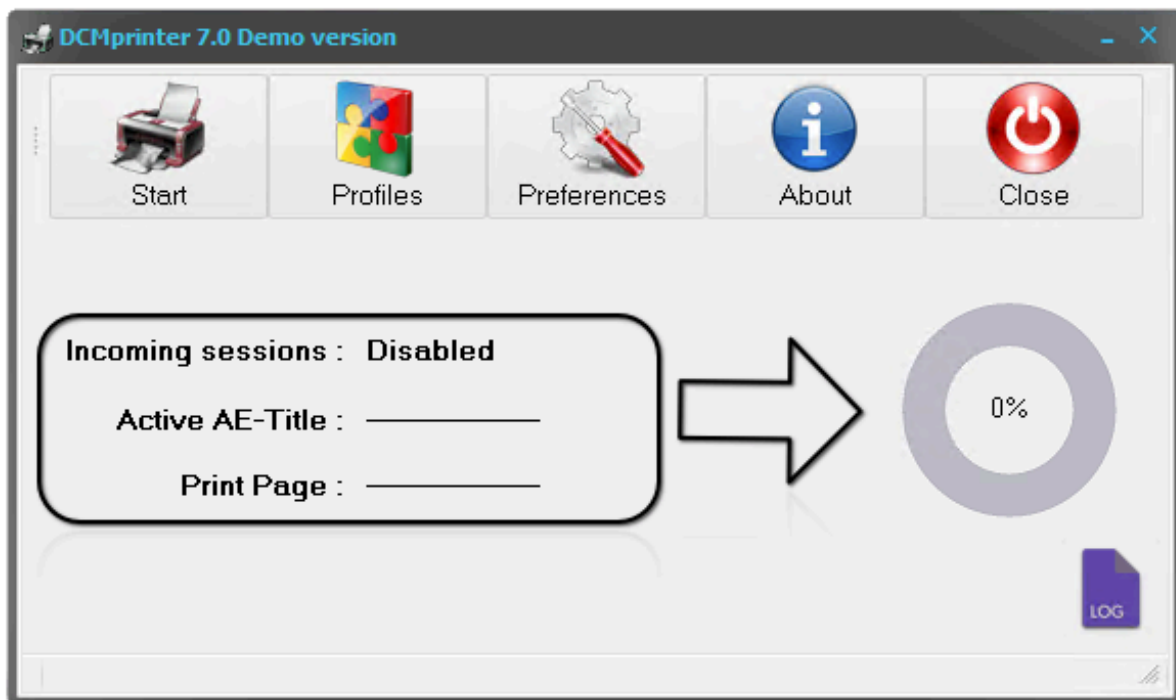 DCMprinter 7.0 Demo version
Start Profiles Preferences About Close
Incoming sessions : Disabled
Active AE-Title :
0%
Print Page :
LOG